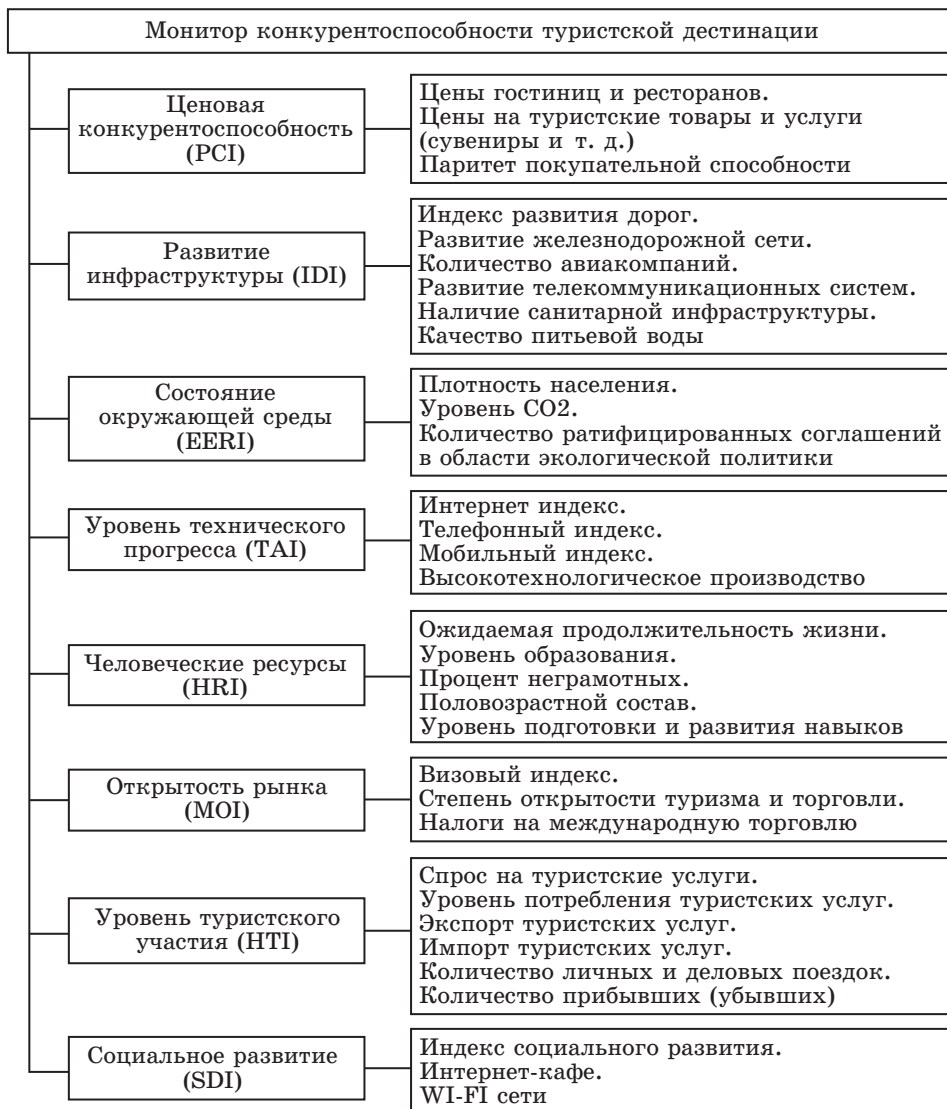 Монитор конкурентоспособности туристской дестинации
Ценовая
конкурентоспособность
(PCI)
Цены гостиниц и ресторанов.
Цены на туристские товары и услуги
(сувениры и т. д.)
Паритет покупательной способности
Развитие
инфраструктуры (IDI)
Индекс развития дорог.
Развитие железнодорожной сети.
Количество авиакомпаний.
Развитие телекоммуникационных систем.
Наличие санитарной инфраструктуры.
Качество питьевой воды
Состояние
окружающей среды
(EERI)
Плотность населения.
Уровень CO2.
Количество ратифицированных соглашений
в области экологической политики
Уровень технического
прогресса (TAI)
Интернет индекс.
Телефонный индекс.
Мобильный индекс.
Высокотехнологическое производство
Человеческие ресурсы
(HRI)
Ожидаемая продолжительность жизни.
Уровень образования.
Процент неграмотных.
Половозрастной состав.
Уровень подготовки и развития навыков
Открытость рынка
(MOI)
Визовый индекс.
Степень открытости туризма и торговли.
Налоги на международную торговлю
Уровень туристского
участия (HTI)
Спрос на туристские услуги.
Уровень потребления туристских услуг.
Экспорт туристских услуг.
Импорт туристских услуг.
Количество личных и деловых поездок.
Количество прибывших (убывших)
Социальное развитие
(SDI)
Индекс социального развития.
Интернет-кафе.
WI-FI сети